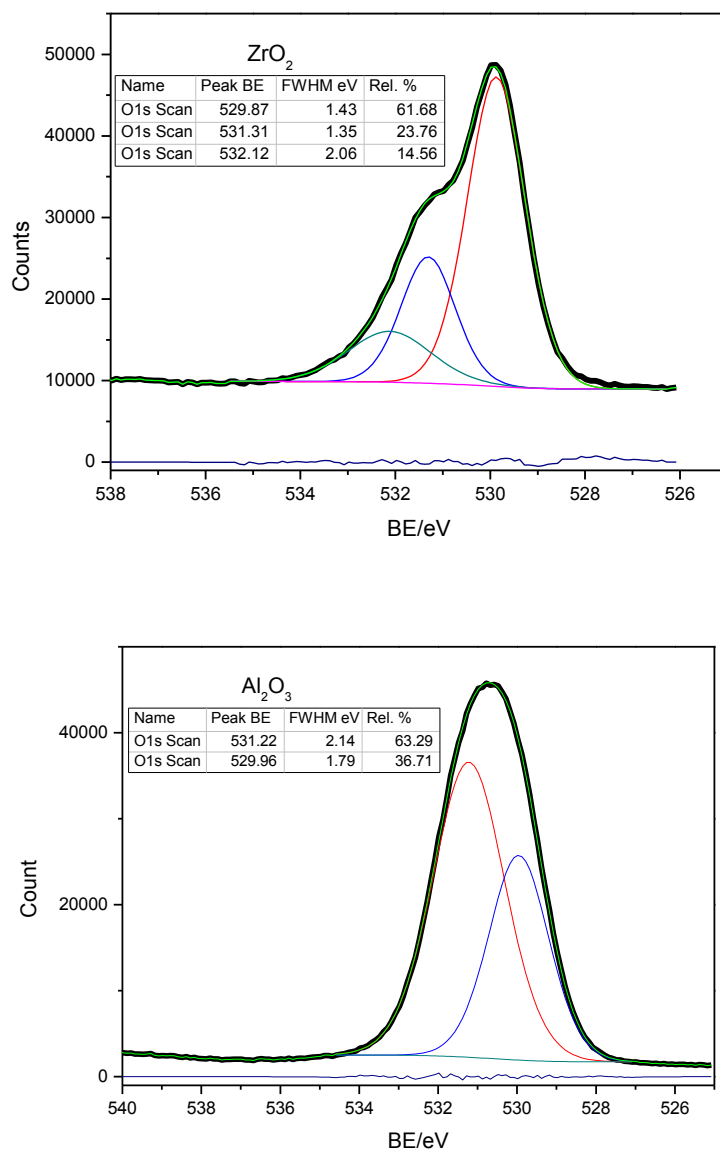 ZrO₂
Name Peak BE FWHM eV Rel. %
O1s Scan 529.87 1.43 61.68
O1s Scan 531.31 1.35 23.76
O1s Scan 532.12 2.06 14.56
50000
40000
30000
20000
10000
0
Counts
538 536 534 532 530 528 526
BE/eV
Al₂O₃
Name Peak BE FWHM eV Rel. %
O1s Scan 531.22 2.14 63.29
O1s Scan 529.96 1.79 36.71
40000
20000
0
Count
540 538 536 534 532 530 528 526
BE/eV